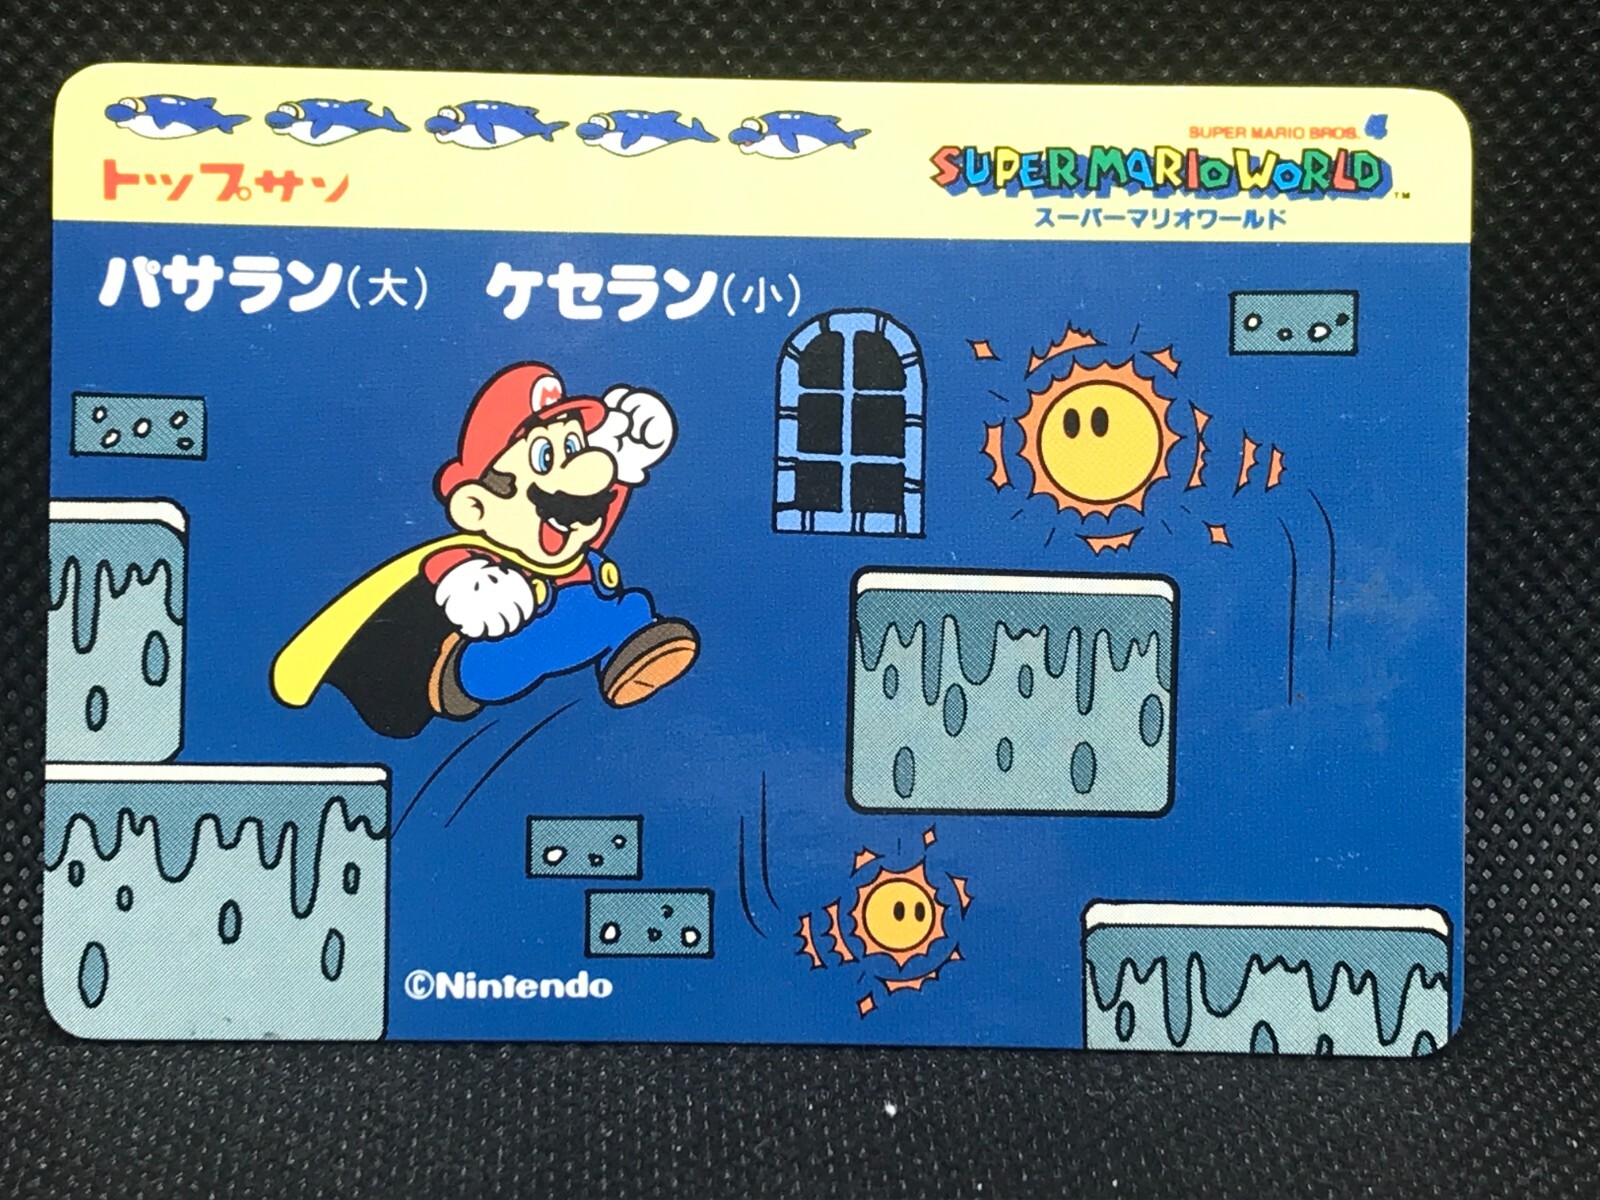 トップサン
SUPER MARIO BROS. 4
SUPER MARIO WORLD™
スーパーマリオワールド
パサラン(大) ケセラン(小)
M
©Nintendo